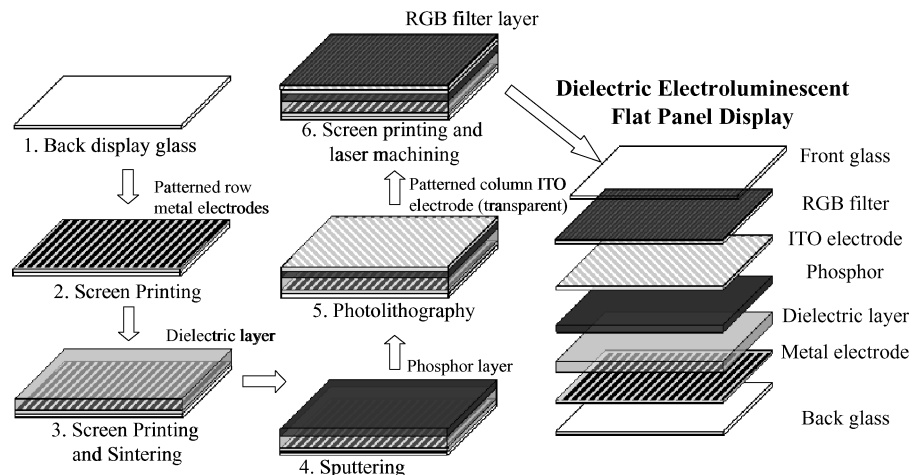 RGB filter layer
1. Back display glass
Patterned row
metal electrodes
2. Screen Printing
Dielectric layer
3. Screen Printing
and Sintering
4. Sputtering
Phosphor layer
5. Photolithography
Patterned column ITO
electrode (transparent)
6. Screen printing and
laser machining
Dielectric Electroluminescent
Flat Panel Display
Front glass
RGB filter
ITO electrode
Phosphor
Dielectric layer
Metal electrode
Back glass